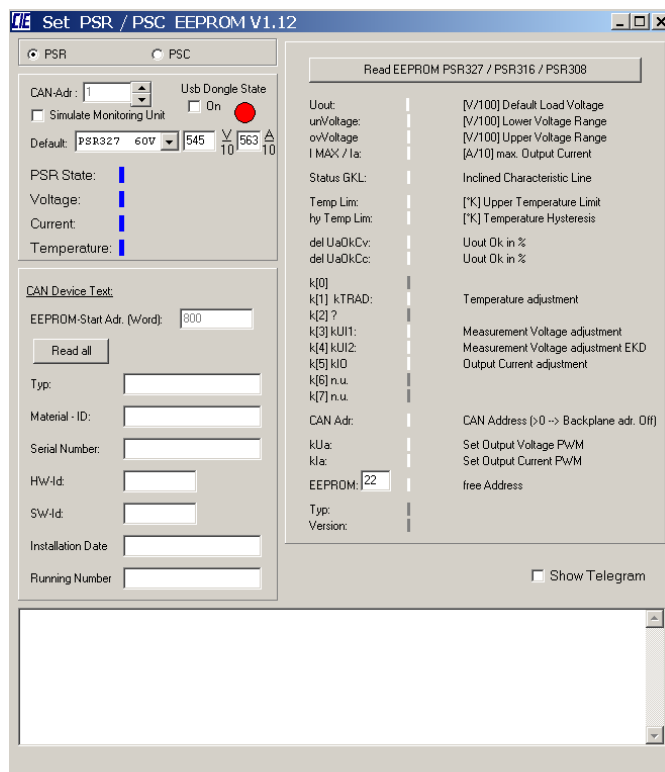 CIE Set PSR / PSC EEPROM V1.12
PSR PSC
CAN-Adr : 1
Usb Dongle State
Simulate Monitoring Unit
On
Default: PSR327 60V 545 V/10 563 A/10
PSR State:
Voltage:
Current:
Temperature:
CAN Device Text:
EEPROM-Start Adr. (Word): 800
Read all
Typ:
Material - ID:
Serial Number:
HW-Id:
SW-Id:
Installation Date
Running Number
Read EEPROM PSR327 / PSR316 / PSR308
Uout: [V/100] Default Load Voltage
unVoltage: [V/100] Lower Voltage Range
ovVoltage [V/100] Upper Voltage Range
I MAX / Ia: [A/10] max. Output Current
Status GKL: Inclined Characteristic Line
Temp Lim: [°K] Upper Temperature Limit
hy Temp Lim: [°K] Temperature Hysteresis
del UaOkCv: Uout Ok in %
del UaOkCc: Uout Ok in %
k[0]
k[1] kTRAD: Temperature adjustment
k[2] ?
k[3] kUI1: Measurement Voltage adjustment
k[4] kUI2: Measurement Voltage adjustment EKD
k[5] kIO Output Current adjustment
k[6] n.u.
k[7] n.u.
CAN Adr: CAN Address (>0 --> Backplane adr. Off)
kUa: Set Output Voltage PWM
kIa: Set Output Current PWM
EEPROM: 22 free Address
Typ:
Version:
Show Telegram